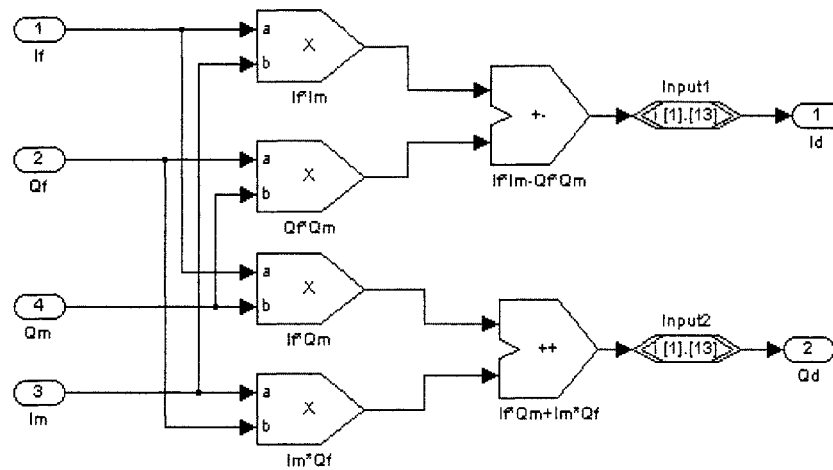 1
If
a
b
X
If*Im
2
Qf
a
b
X
Qf*Qm
4
Qm
a
b
X
If*Qm
3
Im
a
b
X
Im*Qf
+-
If*Im-Qf*Qm
Input1
i [1].[13]
1
Id
++
If*Qm+Im*Qf
Input2
i [1].[13]
2
Qd